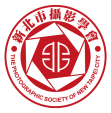 新北市攝影學會
THE PHOTOGRAPHIC SOCIETY OF NEW TAIPEI CITY